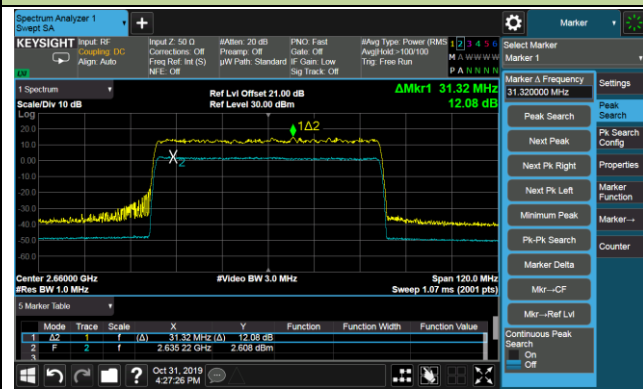 Spectrum Analyzer 1
Swept SA
Marker
KEYSIGHT Input: RF
Coupling: DC
Align: Auto
Input Z: 50 Ω
Corrections: Off
Freq Ref: Int (S)
NFE: Off
#Atten: 20 dB
Preamp: Off
µW Path: Standard
PNO: Fast
Gate: Off
IF Gain: Low
Sig Track: Off
#Avg Type: Power (RMS
Avg|Hold:>100/100
Trig: Free Run
1 2 3 4 5 6
M A W W W W
P A N N N N
Select Marker
Marker 1
1 Spectrum
Scale/Div 10 dB
Log
Ref Lvl Offset 21.00 dB
Ref Level 30.00 dBm
ΔMkr1 31.32 MHz
12.08 dB
20.0
10.0
0.00
-10.0
-20.0
-30.0
-40.0
-50.0
-60.0
1Δ2
2
Center 2.66000 GHz
#Res BW 1.0 MHz
#Video BW 3.0 MHz
Span 120.0 MHz
Sweep 1.07 ms (2001 pts)
5 Marker Table
Mode Trace Scale X Y Function Function Width Function Value
1 Δ2 1 f (Δ) 31.32 MHz (Δ) 12.08 dB
2 F 2 f 2.635 22 GHz 2.608 dBm
3
Oct 31, 2019
4:27:26 PM
Marker Δ Frequency
31.320000 MHz
Peak Search
Next Peak
Next Pk Right
Next Pk Left
Minimum Peak
Pk-Pk Search
Marker Delta
Mkr→CF
Mkr→Ref Lvl
Continuous Peak
Search
On
Off
Settings
Peak
Search
Pk Search
Config
Properties
Marker
Function
Marker→
Counter